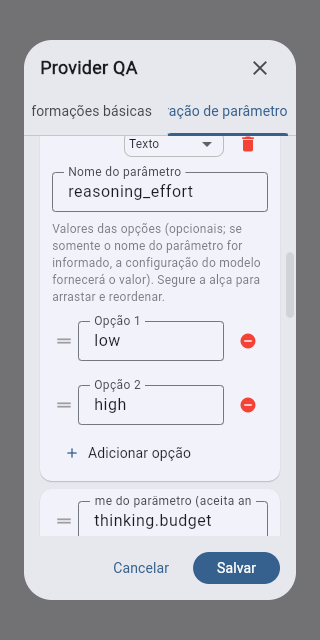 Provider QA
formações básicas
ação de parâmetro
Texto
Nome do parâmetro
reasoning_effort
Valores das opções (opcionais; se
somente o nome do parâmetro for
informado, a configuração do modelo
fornecerá o valor). Segure a alça para
arrastar e reordenar.
Opção 1
low
Opção 2
high
Adicionar opção
me do parâmetro (aceita an
thinking.budget
Cancelar
Salvar